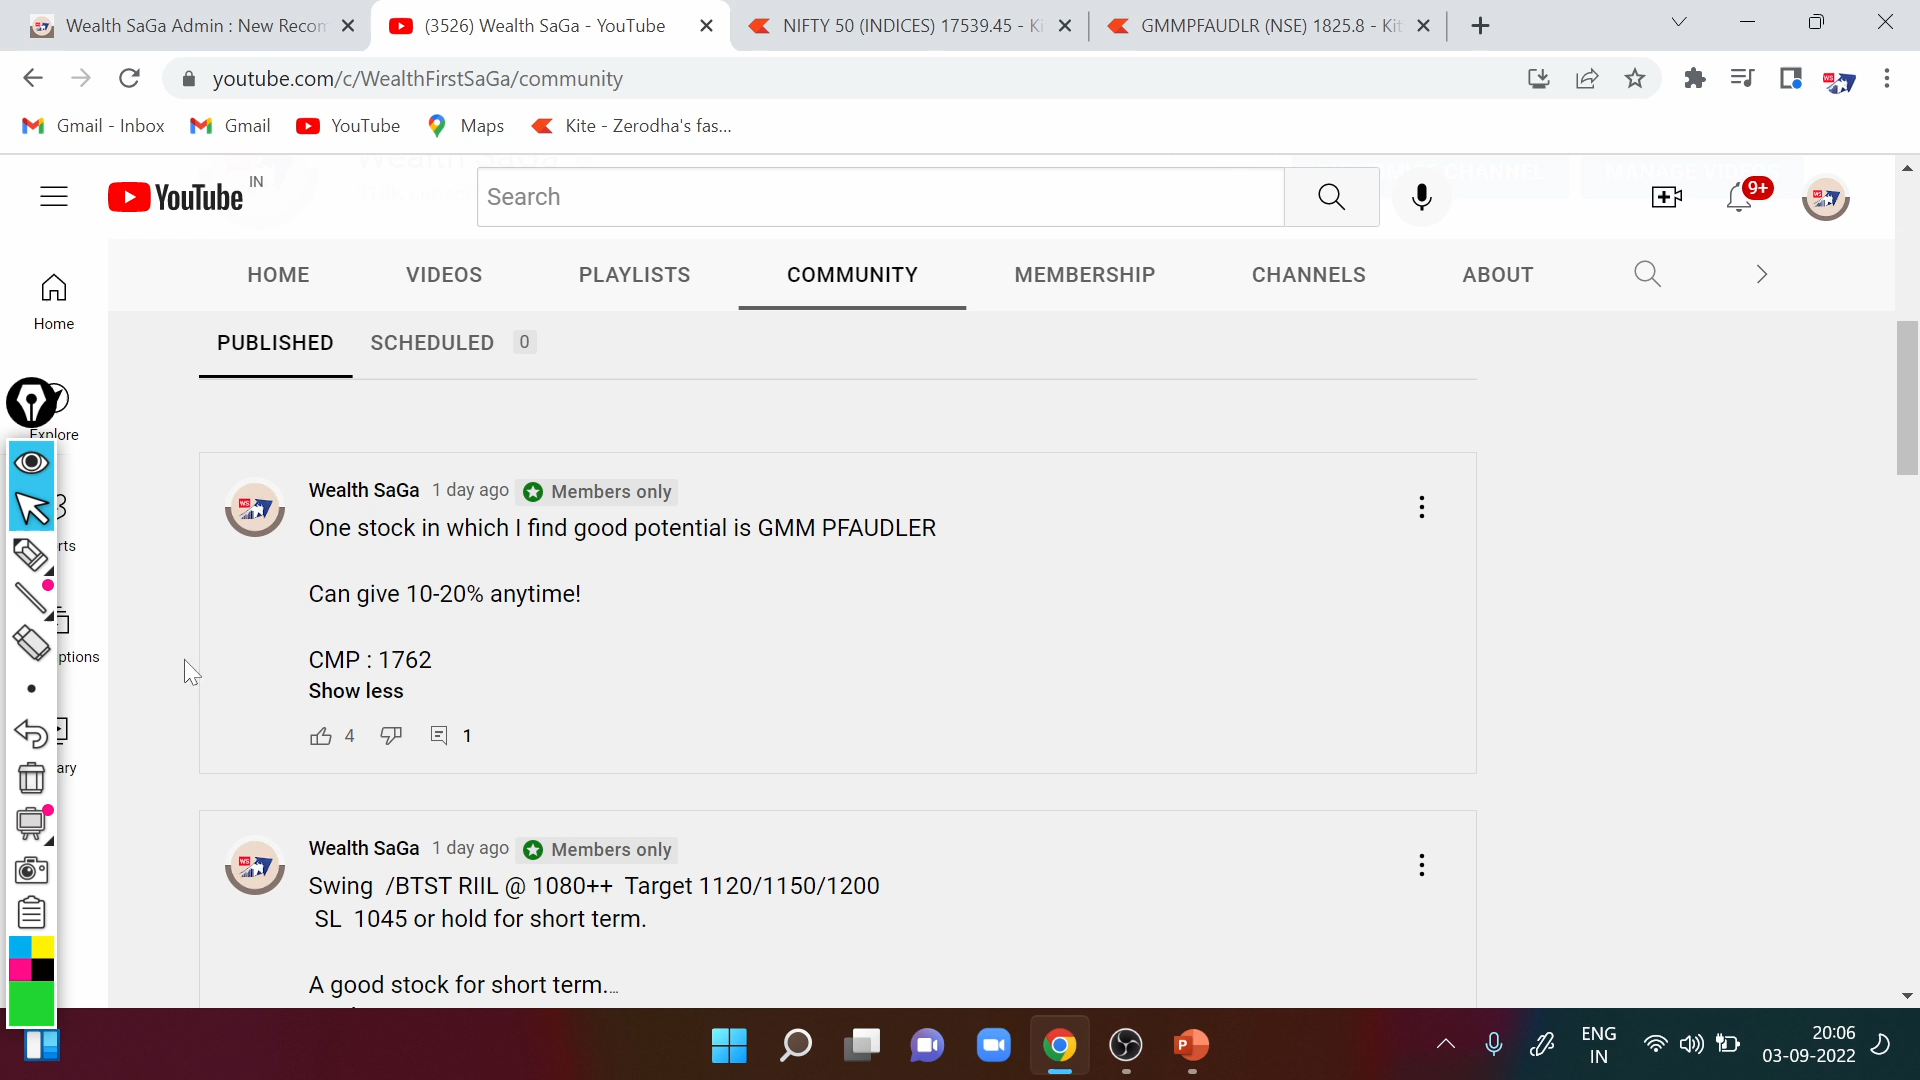 Wealth SaGa Admin : New Recom
(3526) Wealth SaGa - YouTube
NIFTY 50 (INDICES) 17539.45 - Ki
GMMPFAUDLR (NSE) 1825.8 - Kit
youtube.com/c/WealthFirstSaGa/community
Gmail - Inbox
Gmail
YouTube
Maps
Kite - Zerodha's fas...
YouTube IN
Search
9+
HOME
VIDEOS
PLAYLISTS
COMMUNITY
MEMBERSHIP
CHANNELS
ABOUT
Home
Explore
rts
ptions
ary
PUBLISHED
SCHEDULED 0
Wealth SaGa 1 day ago Members only
One stock in which I find good potential is GMM PFAUDLER
Can give 10-20% anytime!
CMP : 1762
Show less
4
1
Wealth SaGa 1 day ago Members only
Swing /BTST RIIL @ 1080++ Target 1120/1150/1200
SL 1045 or hold for short term.
A good stock for short term...
ENG
IN
20:06
03-09-2022